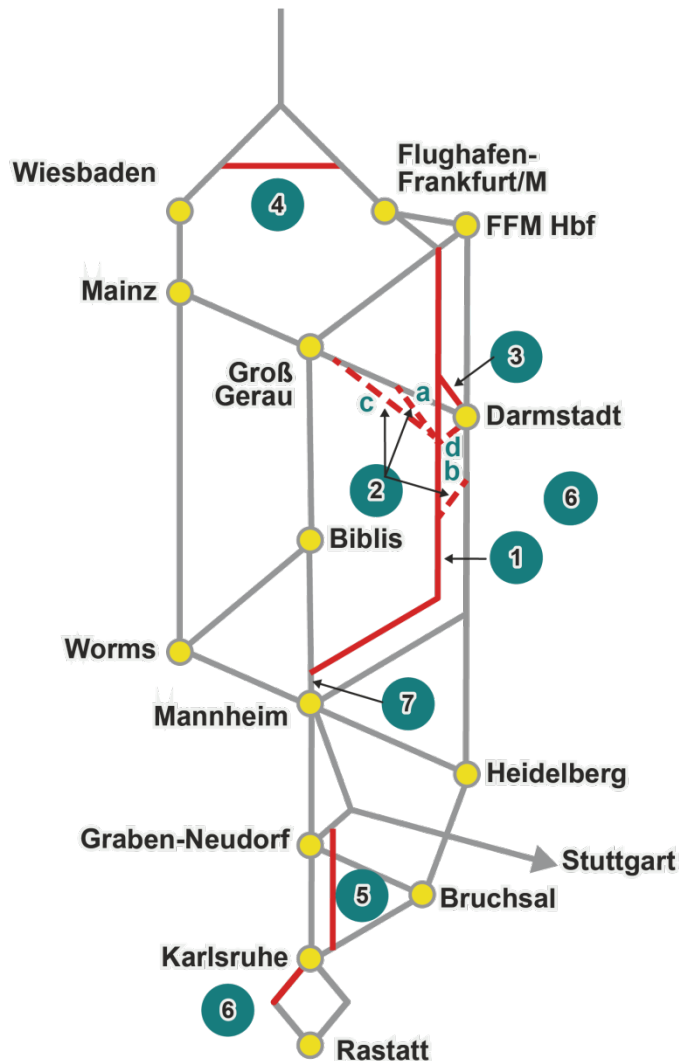 Wiesbaden
Flughafen-
Frankfurt/M
4
FFM Hbf
Mainz
3
Groß
Gerau
a
c
Darmstadt
d
b
2
6
Biblis
1
Worms
7
Mannheim
Heidelberg
Graben-Neudorf
Stuttgart
5
Bruchsal
Karlsruhe
6
Rastatt